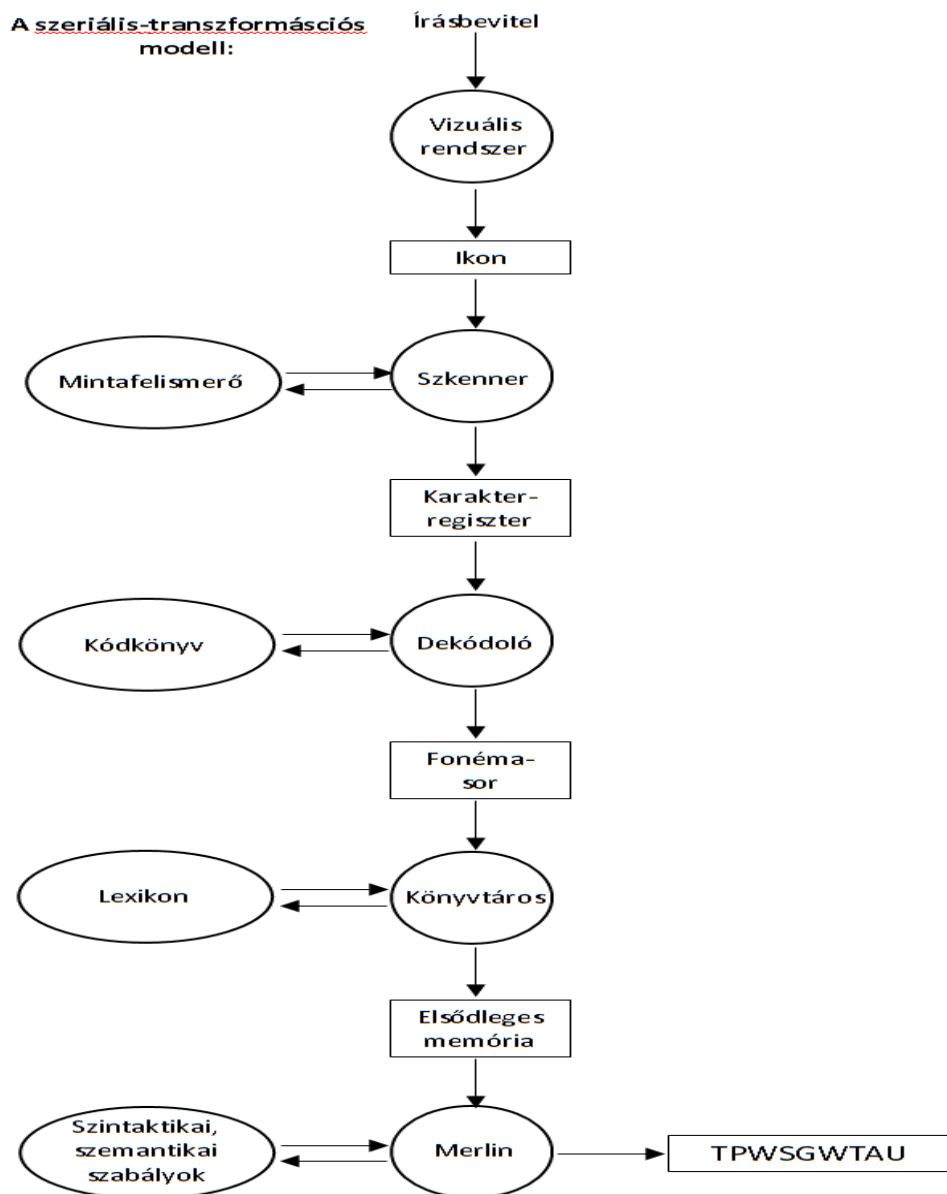 A szeriális-transzformásciós
modell:
Írásbevitel
Vizuális
rendszer
Ikon
Mintafelismerő
Szkenner
Karakter-
regiszter
Kódkönyv
Dekódoló
Fonéma-
sor
Lexikon
Könyvtáros
Elsődleges
memória
Szintaktikai,
szemantikai
szabályok
Merlin
TPWSGWTAU